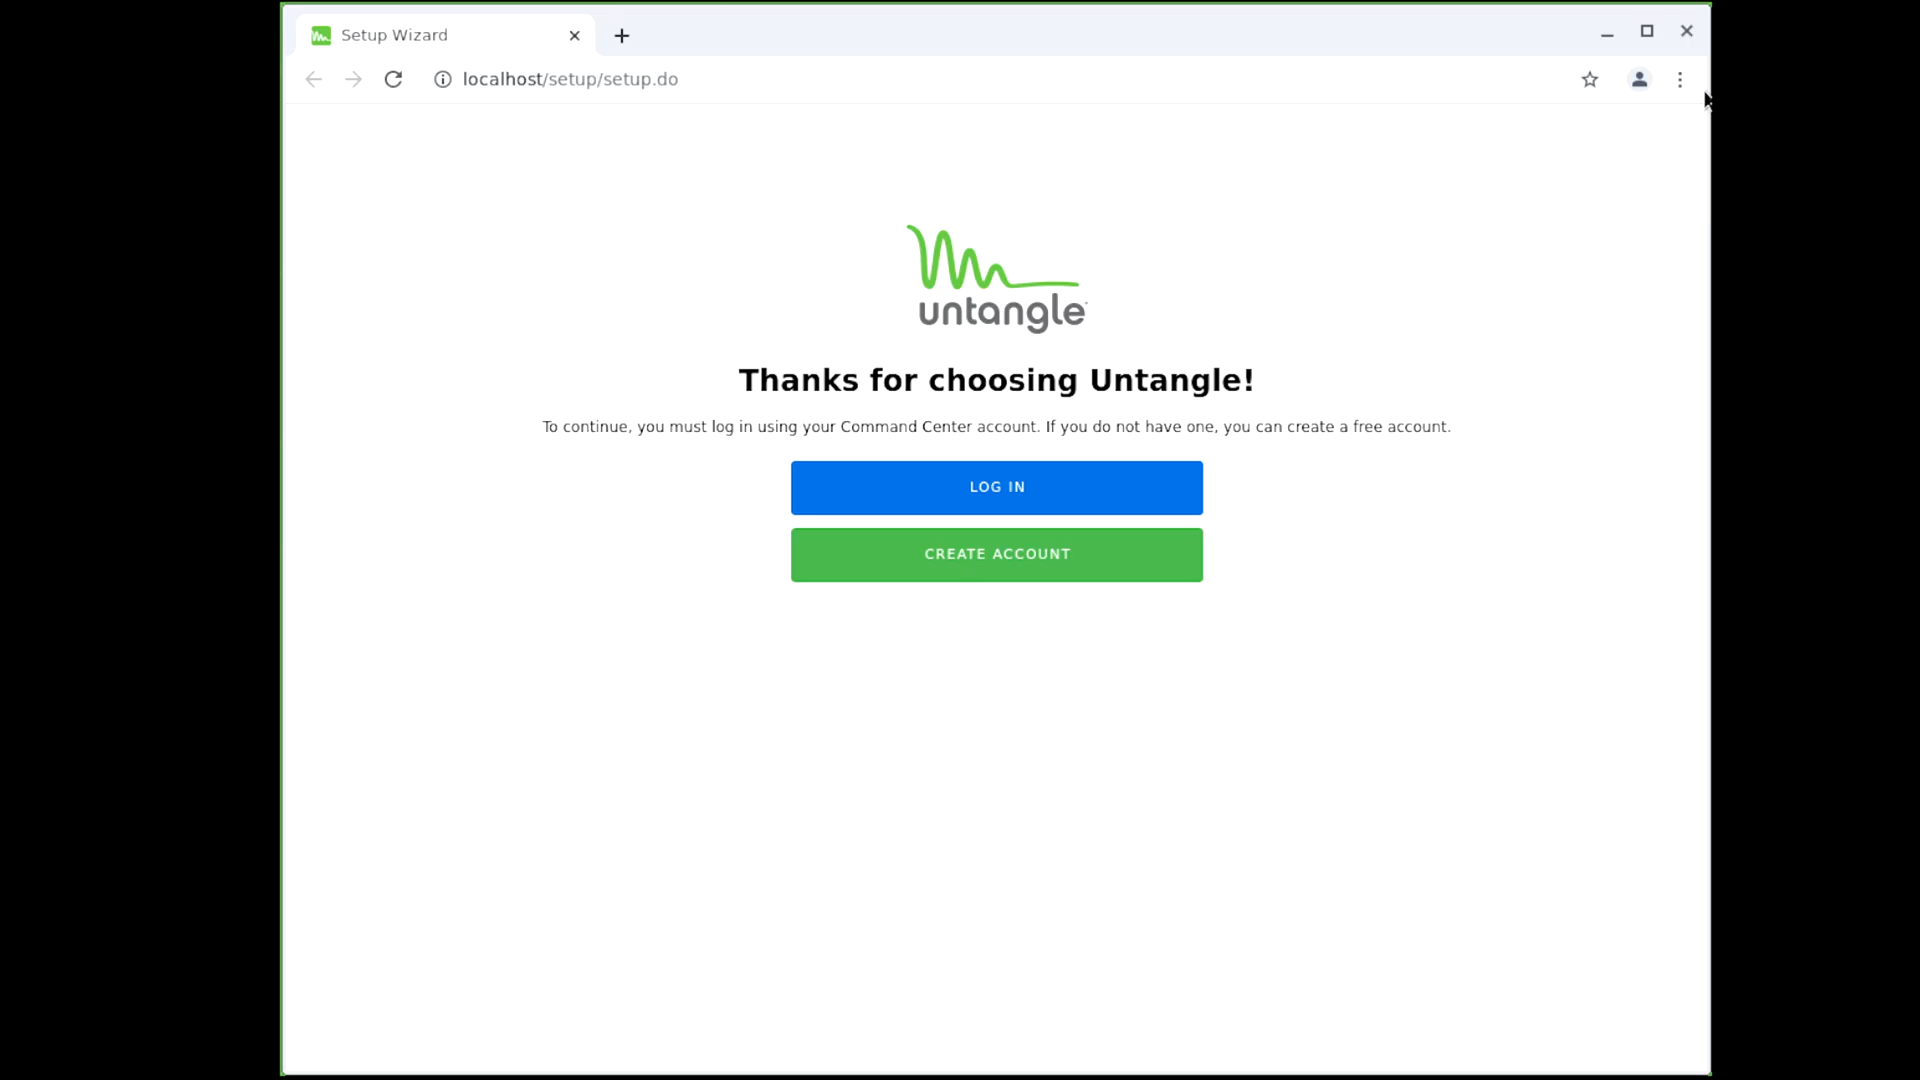 Setup Wizard
localhost/setup/setup.do
untangle
Thanks for choosing Untangle!
To continue, you must log in using your Command Center account. If you do not have one, you can create a free account.
LOG IN
CREATE ACCOUNT